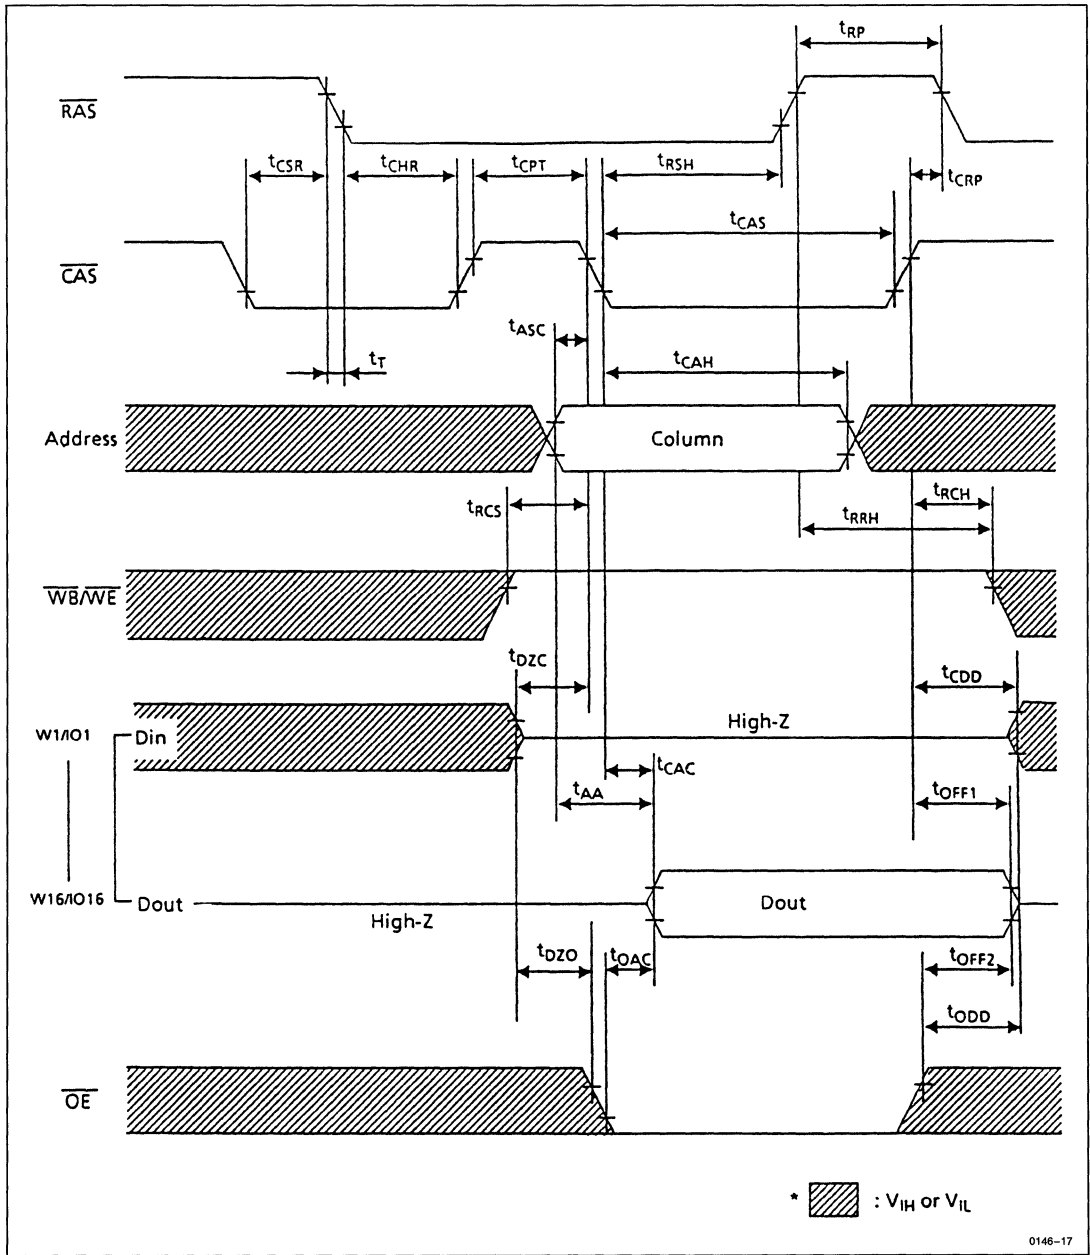 tRP
RAS
tCSR tCHR tCPT tRSH tCRP
tCAS
CAS
tASC
tT tCAH
Address Column
tRCS tRCH
tRRH
WB/WE
tDZC tCDD
W1/IO1 Din High-Z
tCAC
tAA tOFF1
W16/IO16 Dout High-Z Dout
tDZO tOAC tOFF2
tODD
OE
* : VIH or VIL
0146-17